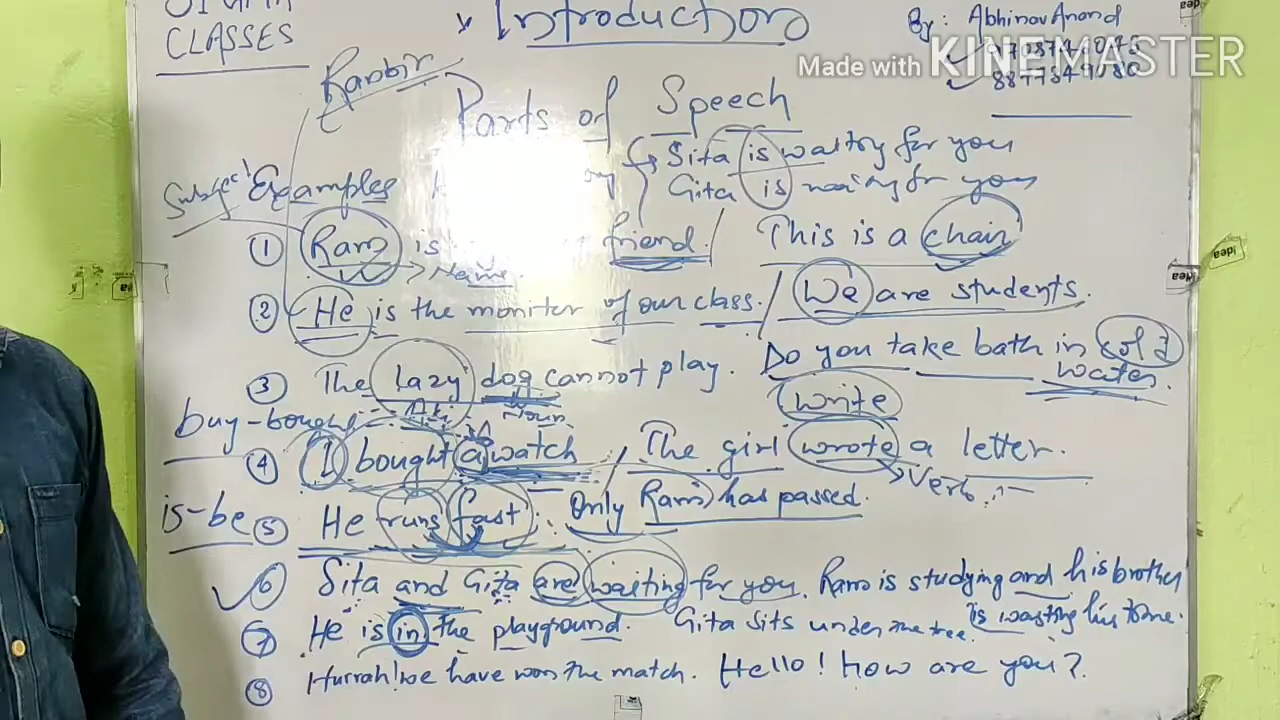 CLASSES
Introduction
By: Abhinav Anand
Made with KINEMASTER
Ranbir
Parts of Speech
Sita is waiting for you
Gita is waiting for you
Subject
Examples
① Ram is friend. / This is a chair
Name
② He is the monitor of our class. / We are students.
③ The lazy dog cannot play. Do you take bath in cold water.
Adj. Noun
write
buy-bought
④ I bought a watch / The girl wrote a letter.
Verb
is-be
⑤ He runs fast. Only Ram has passed.
⑥ Sita and Gita are waiting for you. Ram is studying and his brother
is wasting his time.
⑦ He is in the playground. Gita sits under the tree.
⑧ Hurrah! we have won the match. Hello! How are you?
idea